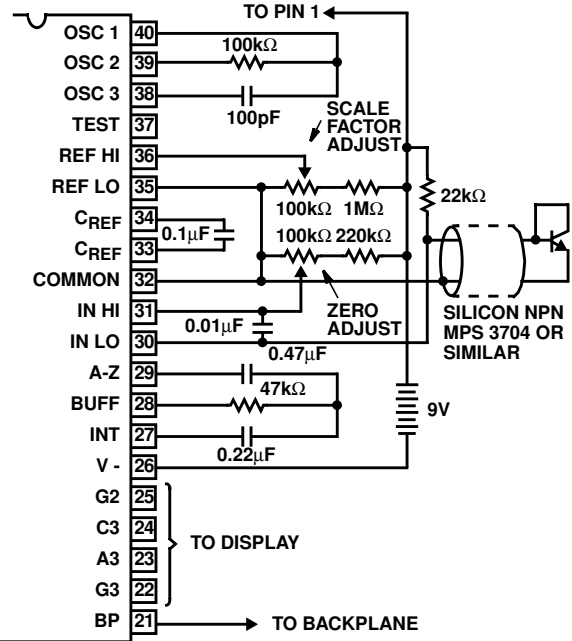 TO PIN 1
OSC 1 40
100kΩ
OSC 2 39
OSC 3 38
100pF
TEST 37
SCALE
FACTOR
ADJUST
REF HI 36
REF LO 35
22kΩ
100kΩ 1MΩ
CREF 34
0.1μF
100kΩ 220kΩ
CREF 33
COMMON 32
IN HI 31
ZERO
ADJUST
SILICON NPN
MPS 3704 OR
SIMILAR
0.01μF
IN LO 30
0.47μF
A-Z 29
47kΩ
BUFF 28
9V
INT 27
0.22μF
V - 26
G2 25
C3 24
TO DISPLAY
A3 23
G3 22
BP 21
TO BACKPLANE